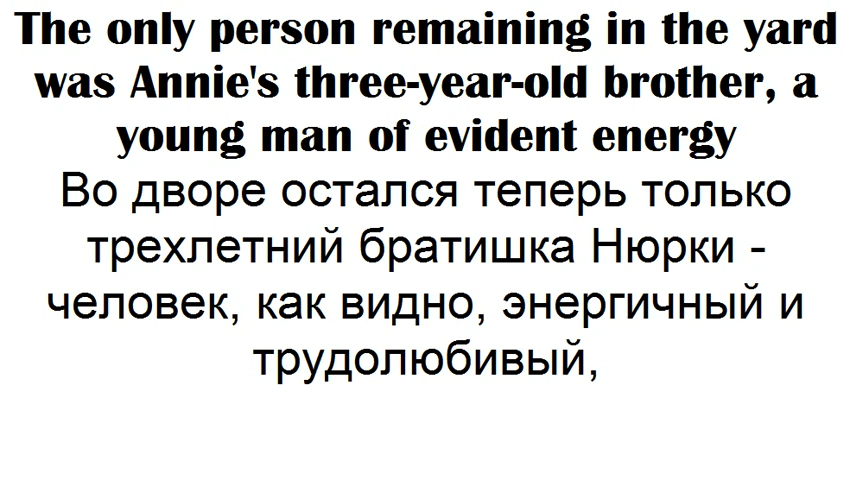 The only person remaining in the yard
was Annie's three-year-old brother, a
young man of evident energy
Во дворе остался теперь только
трехлетний братишка Нюрки -
человек, как видно, энергичный и
трудолюбивый,